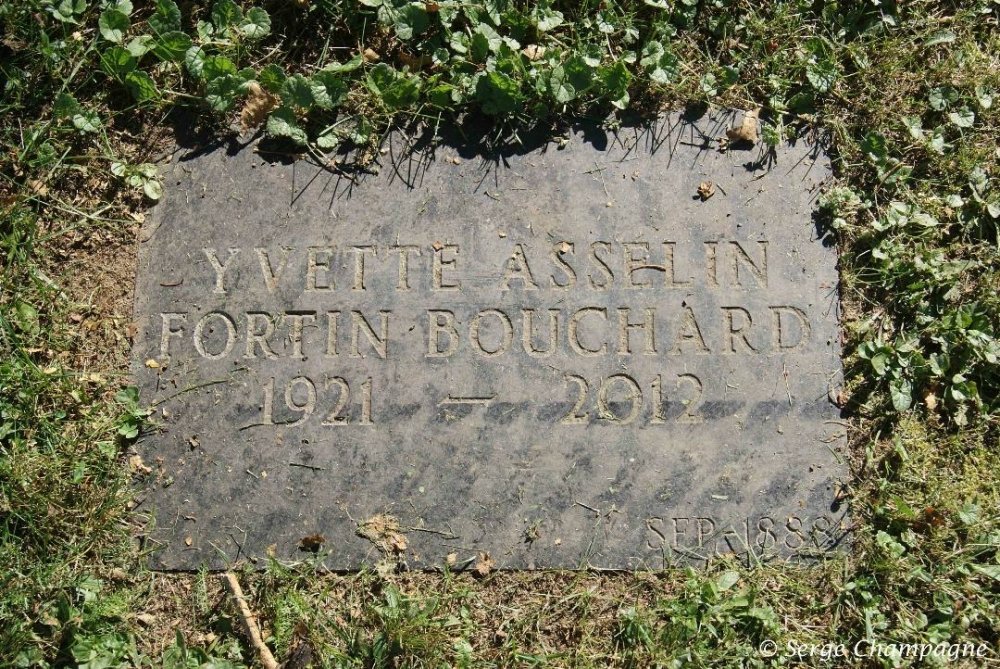 YVETTE ASSELIN
FORTIN BOUCHARD
1921 — 2012
SEP. 1888
© Serge Champagne